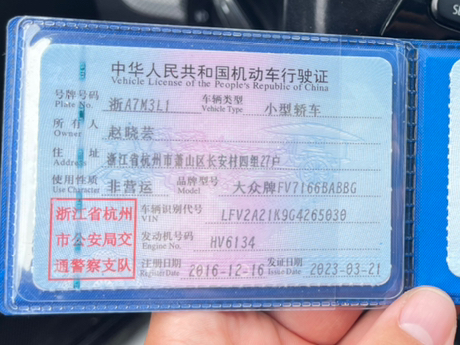 中华人民共和国机动车行驶证
Vehicle License of the People's Republic of China
号牌号码 浙A7M3L1 车辆类型 小型轿车
Plate No. Vehicle Type
所有人 赵晓蓉
Owner
住址 浙江省杭州市萧山区长安村四组27户
Address
使用性质 非营运 品牌型号 大众牌FV7166BABBG
Use Character Model
浙江省杭州
市公安局交
通警察支队
车辆识别代号 LFV2A21K9G4265030
VIN
发动机号码 HV6134
Engine No.
注册日期 2016-12-16 发证日期 2023-03-21
Register Date Issue Date